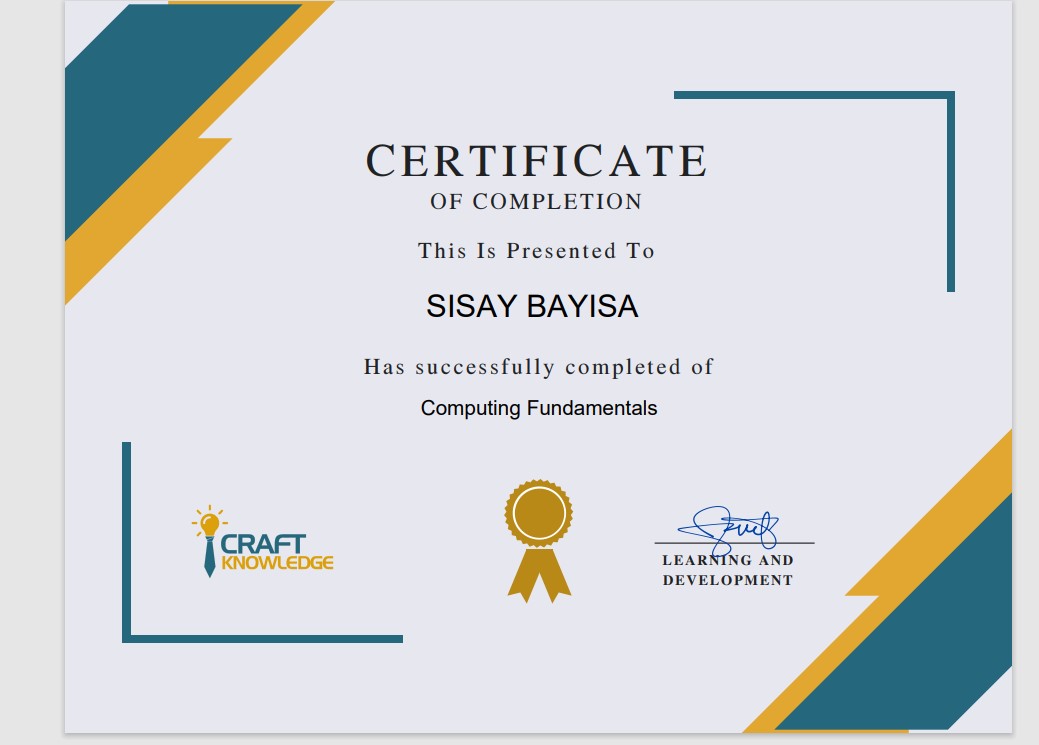 CERTIFICATE
OF COMPLETION
This Is Presented To
SISAY BAYISA
Has successfully completed of
Computing Fundamentals
CRAFT
KNOWLEDGE
LEARNING AND
DEVELOPMENT